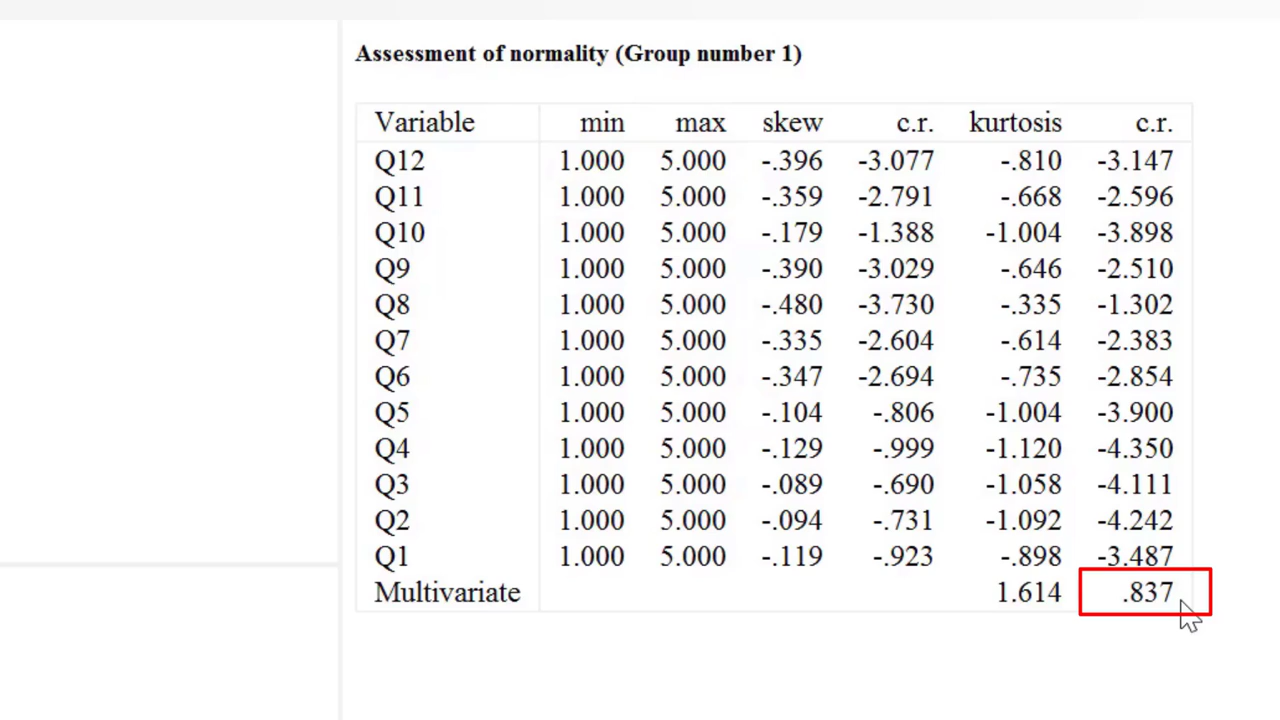 Assessment of normality (Group number 1)
Variable min max skew c.r. kurtosis c.r.
Q12 1.000 5.000 -.396 -3.077 -.810 -3.147
Q11 1.000 5.000 -.359 -2.791 -.668 -2.596
Q10 1.000 5.000 -.179 -1.388 -1.004 -3.898
Q9 1.000 5.000 -.390 -3.029 -.646 -2.510
Q8 1.000 5.000 -.480 -3.730 -.335 -1.302
Q7 1.000 5.000 -.335 -2.604 -.614 -2.383
Q6 1.000 5.000 -.347 -2.694 -.735 -2.854
Q5 1.000 5.000 -.104 -.806 -1.004 -3.900
Q4 1.000 5.000 -.129 -.999 -1.120 -4.350
Q3 1.000 5.000 -.089 -.690 -1.058 -4.111
Q2 1.000 5.000 -.094 -.731 -1.092 -4.242
Q1 1.000 5.000 -.119 -.923 -.898 -3.487
Multivariate 1.614 .837